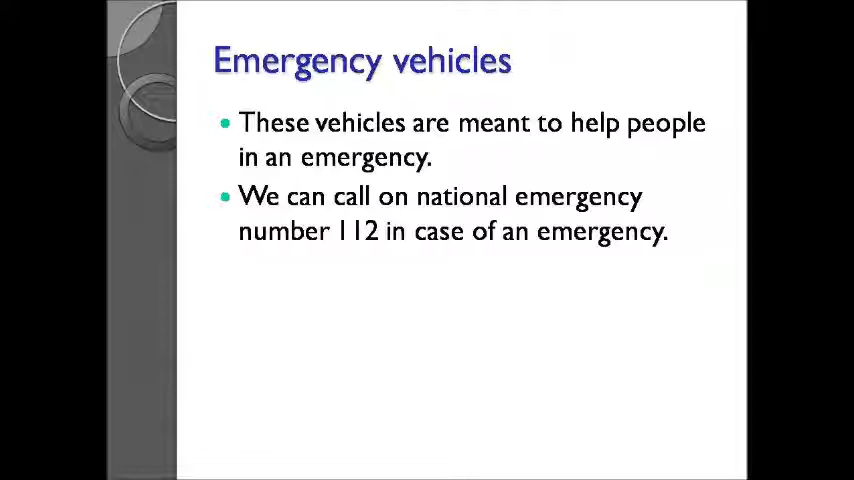 Emergency vehicles
• These vehicles are meant to help people
in an emergency.
• We can call on national emergency
number 112 in case of an emergency.